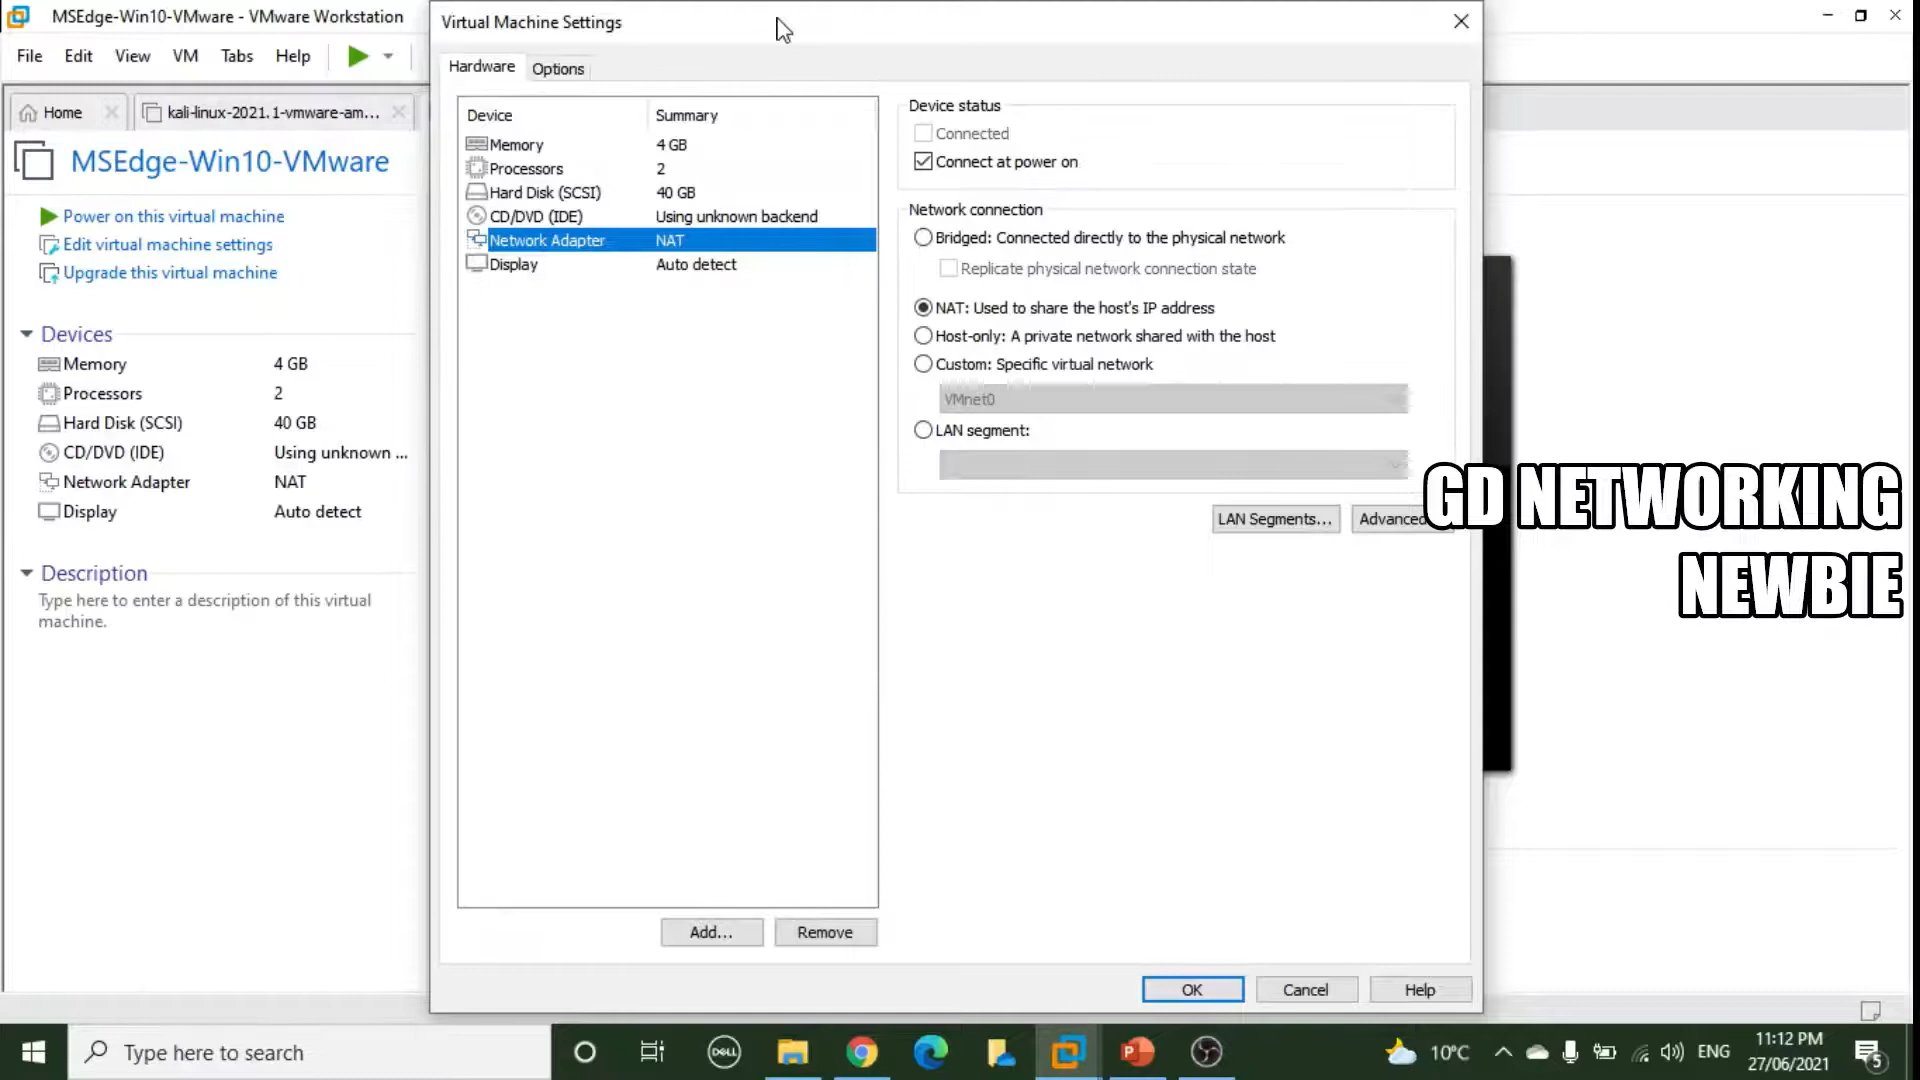 MSEdge-Win10-VMware - VMware Workstation
File Edit View VM Tabs Help
Home
kali-linux-2021.1-vmware-am...
MSEdge-Win10-VMware
Power on this virtual machine
Edit virtual machine settings
Upgrade this virtual machine
Devices
Memory 4 GB
Processors 2
Hard Disk (SCSI) 40 GB
CD/DVD (IDE) Using unknown ...
Network Adapter NAT
Display Auto detect
Description
Type here to enter a description of this virtual
machine.
Virtual Machine Settings
Hardware Options
Device Summary
Memory 4 GB
Processors 2
Hard Disk (SCSI) 40 GB
CD/DVD (IDE) Using unknown backend
Network Adapter NAT
Display Auto detect
Add... Remove
Device status
Connected
Connect at power on
Network connection
Bridged: Connected directly to the physical network
Replicate physical network connection state
NAT: Used to share the host's IP address
Host-only: A private network shared with the host
Custom: Specific virtual network
VMnet0
LAN segment:
LAN Segments... Advanced
OK Cancel Help
GD NETWORKING
NEWBIE
Type here to search
DELL
P
10°C
ENG
11:12 PM
27/06/2021
5